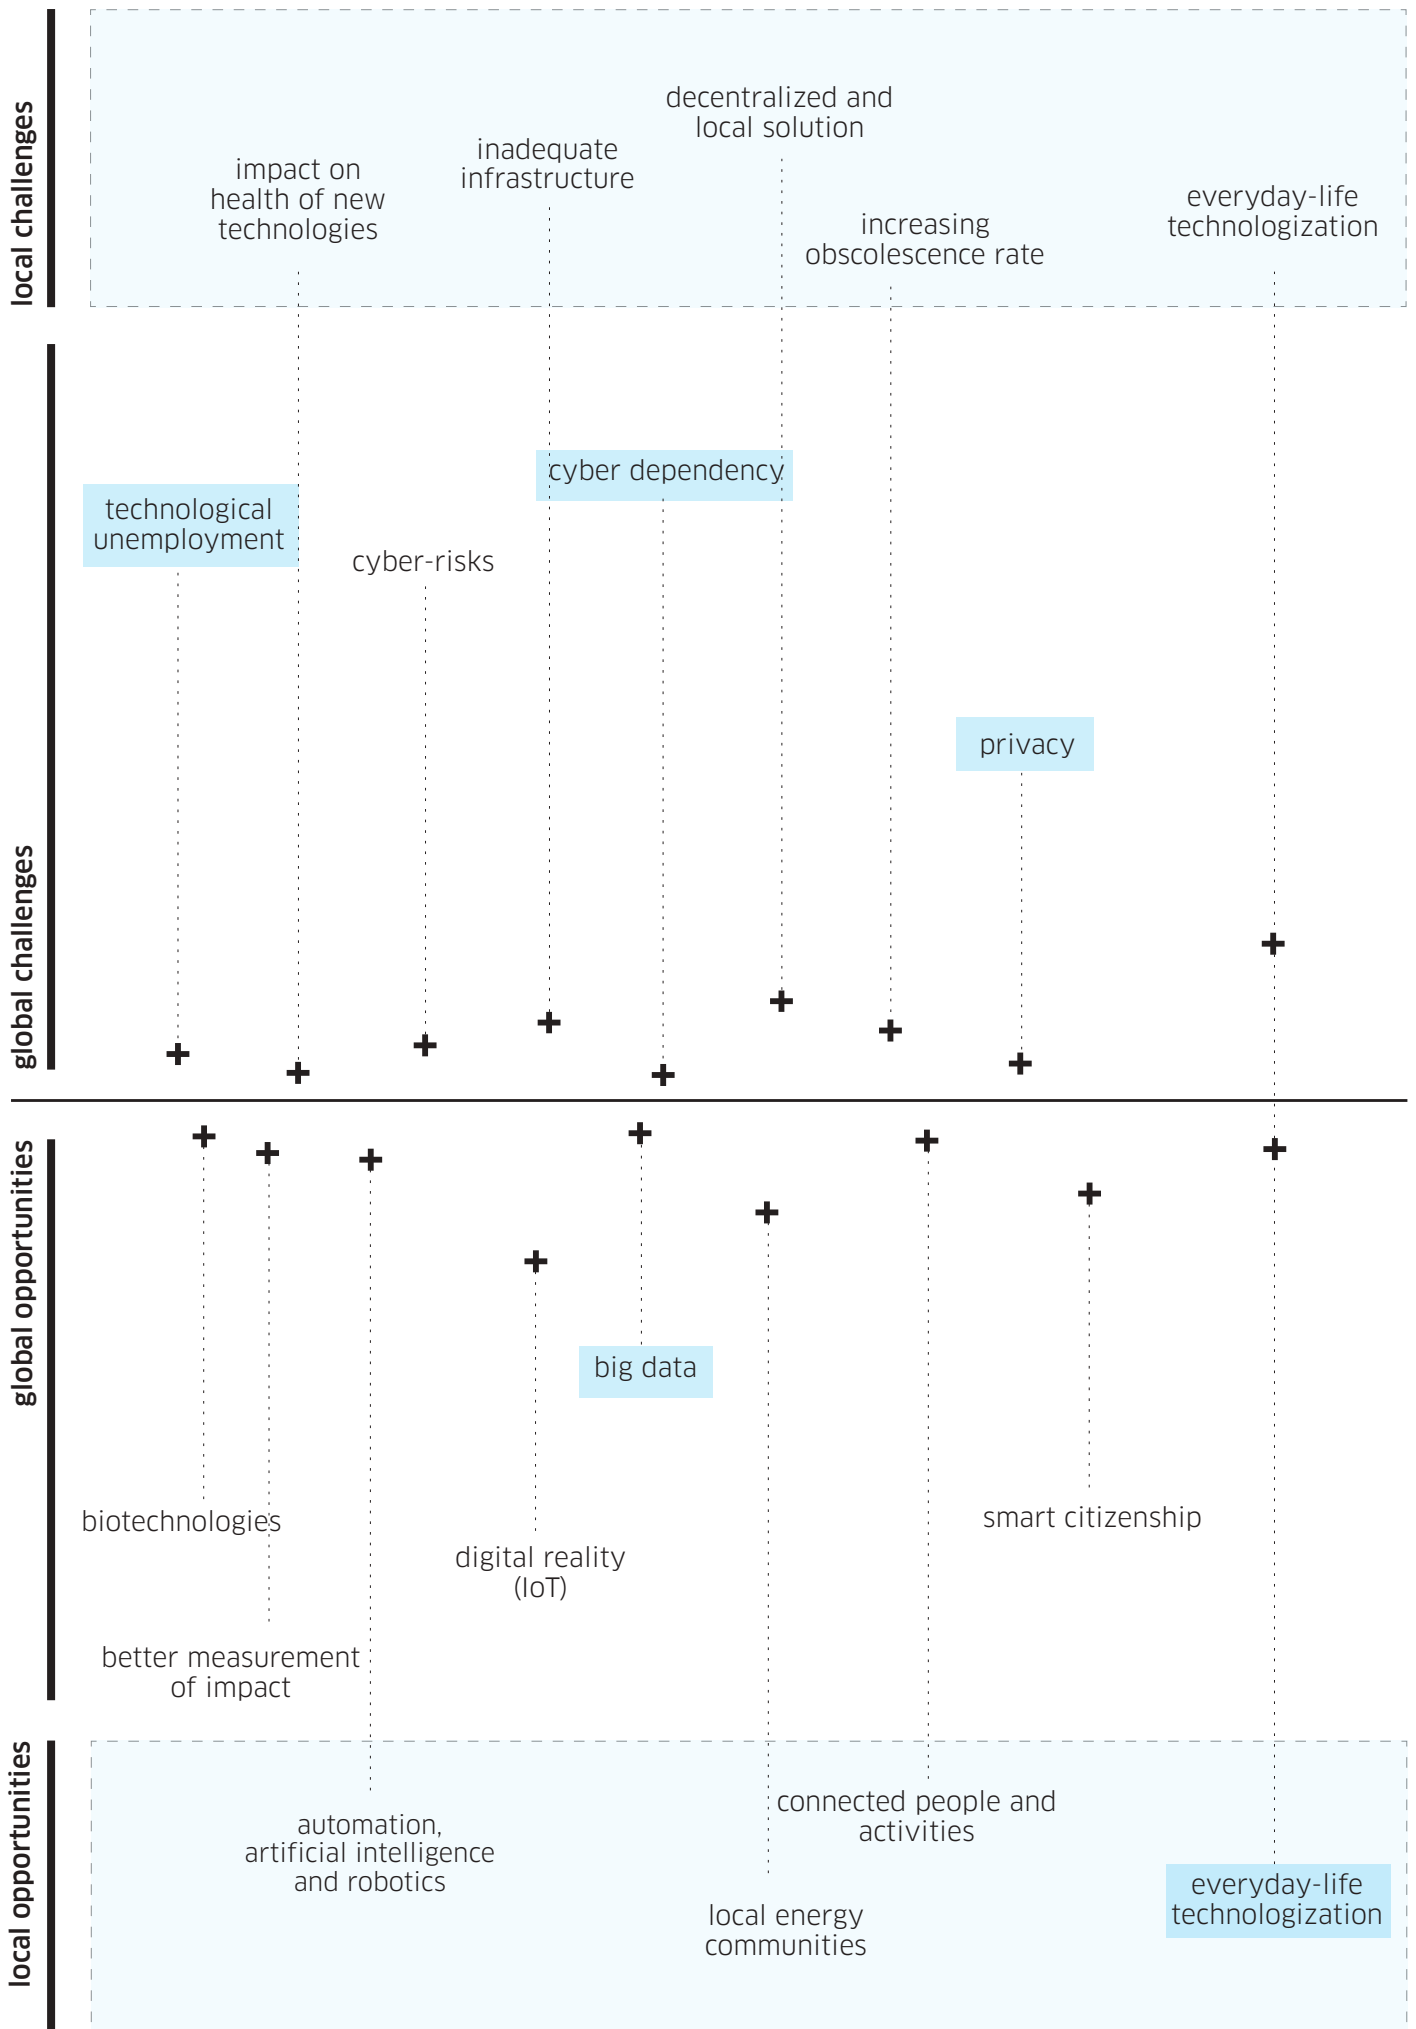 local challenges
decentralized and
local solution
inadequate
infrastructure
impact on
health of new
technologies
everyday-life
technologization
increasing
obscolescence rate
global challenges
cyber dependency
technological
unemployment
cyber-risks
privacy
global opportunities
big data
biotechnologies
smart citizenship
digital reality
(IoT)
better measurement
of impact
local opportunities
connected people and
activities
automation,
artificial intelligence
and robotics
everyday-life
technologization
local energy
communities